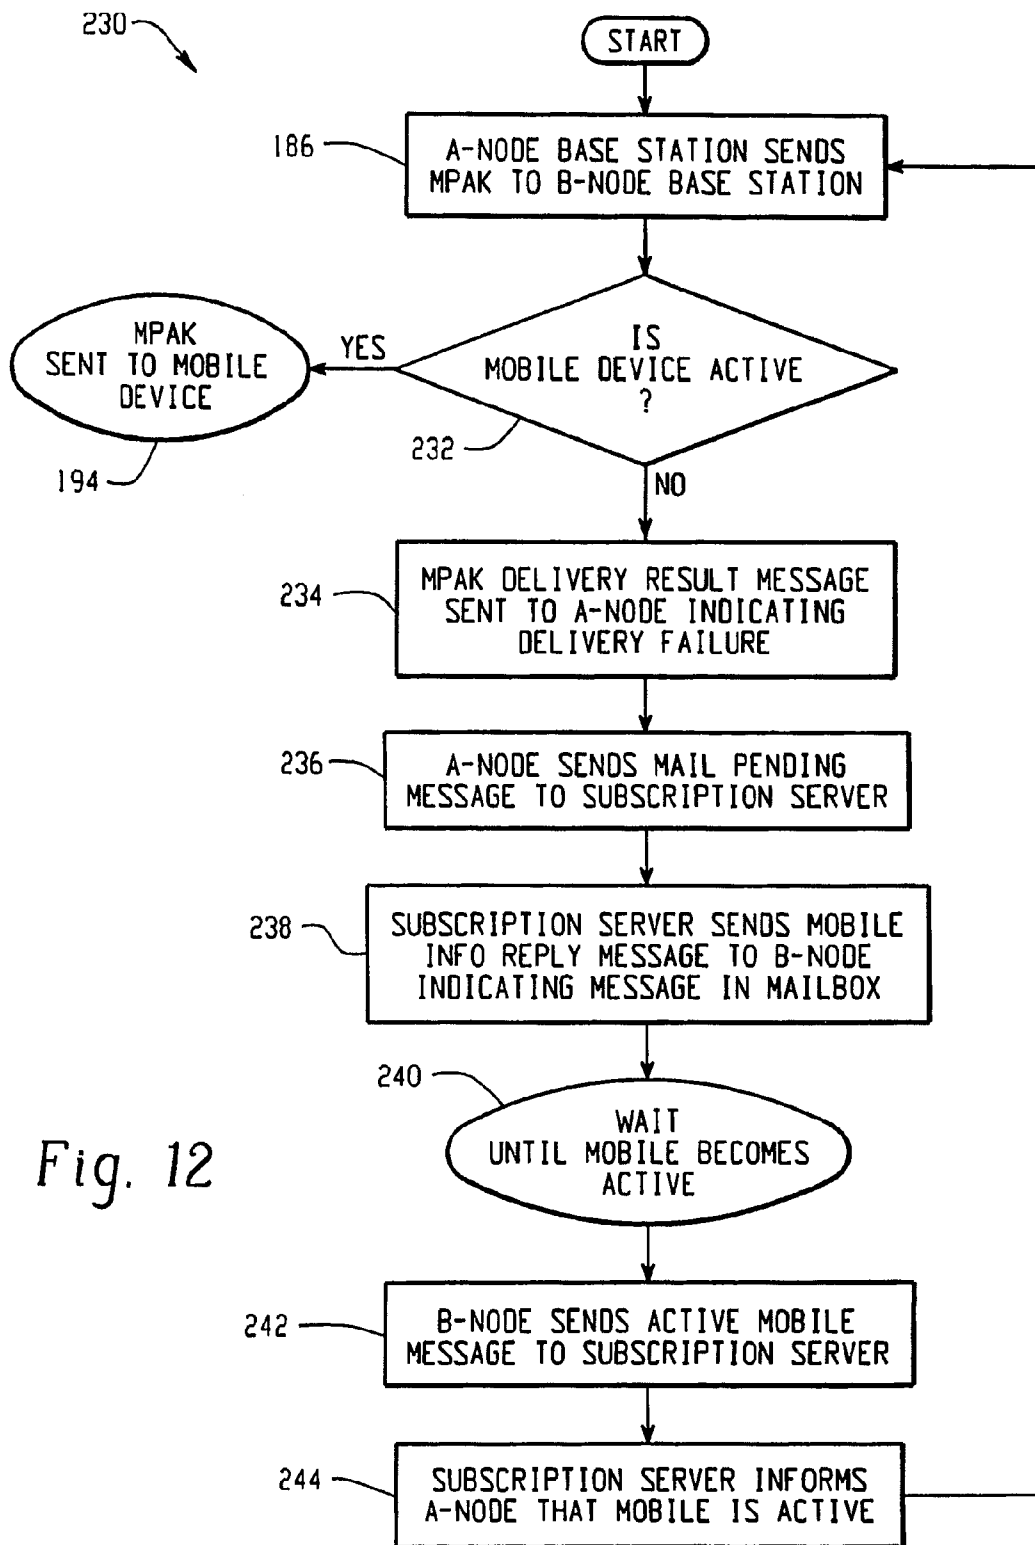 230
START
186
A-NODE BASE STATION SENDS
MPAK TO B-NODE BASE STATION
MPAK
SENT TO MOBILE
DEVICE
YES
IS
MOBILE DEVICE ACTIVE
?
232
194
NO
234
MPAK DELIVERY RESULT MESSAGE
SENT TO A-NODE INDICATING
DELIVERY FAILURE
236
A-NODE SENDS MAIL PENDING
MESSAGE TO SUBSCRIPTION SERVER
238
SUBSCRIPTION SERVER SENDS MOBILE
INFO REPLY MESSAGE TO B-NODE
INDICATING MESSAGE IN MAILBOX
240
WAIT
UNTIL MOBILE BECOMES
ACTIVE
Fig. 12
242
B-NODE SENDS ACTIVE MOBILE
MESSAGE TO SUBSCRIPTION SERVER
244
SUBSCRIPTION SERVER INFORMS
A-NODE THAT MOBILE IS ACTIVE